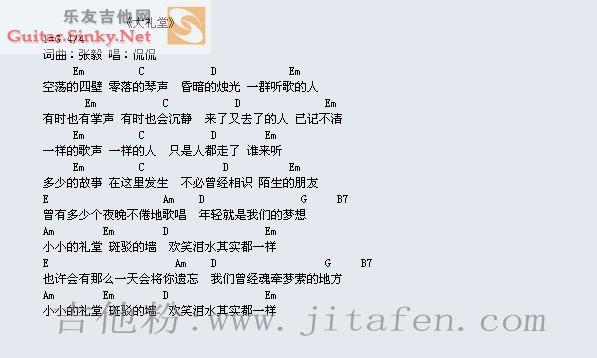 乐友吉他网
Guitar.Sinky.Net
《大礼堂》
1=G 4/4
词曲：张毅 唱：侃侃
Em C D Em
空荡的四壁 零落的琴声 昏暗的烛光 一群听歌的人
Em C D Em
有时也有掌声 有时也会沉静 来了又去了的人 已记不清
Em C D Em
一样的歌声 一样的人 只是人都走了 谁来听
Em C D Em
多少的故事 在这里发生 不必曾经相识 陌生的朋友
E Am D G B7
曾有多少个夜晚不倦地歌唱 年轻就是我们的梦想
Am Em D Em
小小的礼堂 斑驳的墙 欢笑泪水其实都一样
E Am D G B7
也许会有那么一天会将你遗忘 我们曾经魂牵梦萦的地方
Am Em D Em
小小的礼堂 斑驳的墙 欢笑泪水其实都一样
吉他粉:www.jitafen.com